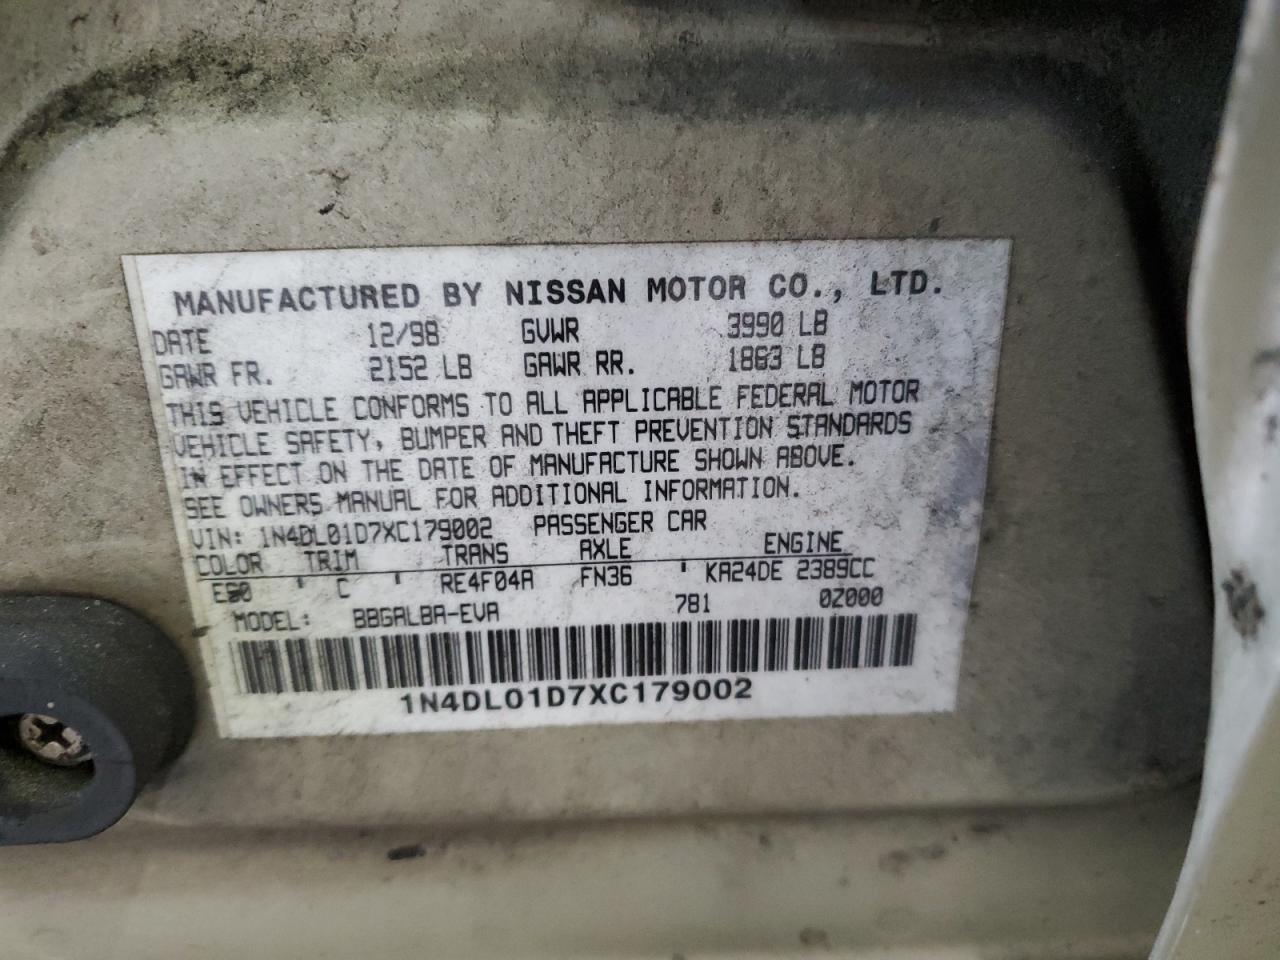 MANUFACTURED BY NISSAN MOTOR CO., LTD.
DATE 12/98 GVWR 3990 LB
GAWR FR. 2152 LB GAWR RR. 1863 LB
THIS VEHICLE CONFORMS TO ALL APPLICABLE FEDERAL MOTOR
VEHICLE SAFETY, BUMPER AND THEFT PREVENTION STANDARDS
IN EFFECT ON THE DATE OF MANUFACTURE SHOWN ABOVE.
SEE OWNERS MANUAL FOR ADDITIONAL INFORMATION.
VIN: 1N4DL01D7XC179002 PASSENGER CAR
COLOR TRIM TRANS AXLE ENGINE
C ' RE4F04A FN36 ' KA24DE 2389CC
MODEL: BBGALBA-EVA 781 0Z000
1N4DL01D7XC179002